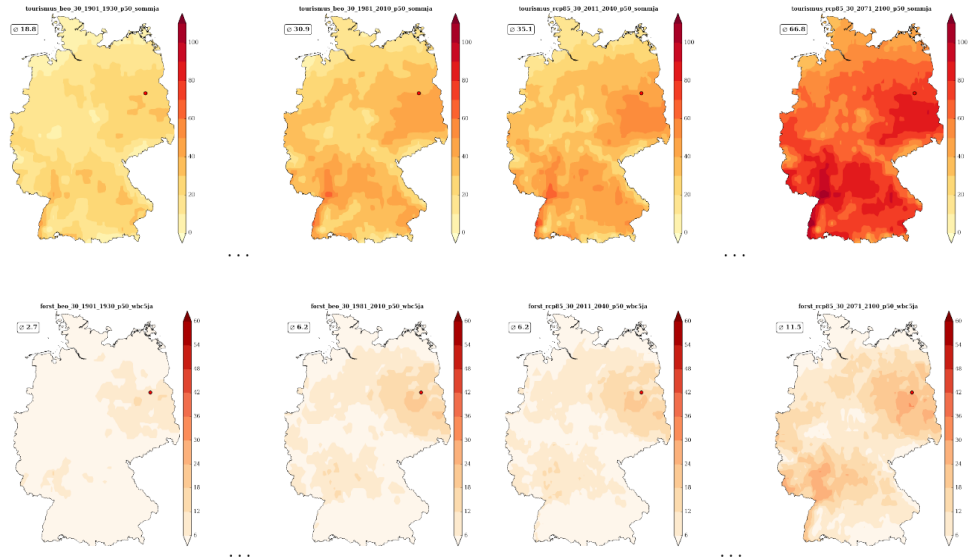 tourismus_beo_30_1901_1930_p50_sommja
tourismus_beo_30_1981_2010_p50_sommja
tourismus_rcp85_30_2011_2040_p50_sommja
tourismus_rcp85_30_2071_2100_p50_sommja
∅ 18.8
∅ 30.9
∅ 35.1
∅ 66.8
100 100 100 100
80 80 80 80
60 60 60 60
40 40 40 40
20 20 20 20
0 0 0 0
... ...
forst_beo_30_1901_1930_p50_wbc5ja
forst_beo_30_1981_2010_p50_wbc5ja
forst_rcp85_30_2011_2040_p50_wbc5ja
forst_rcp85_30_2071_2100_p50_wbc5ja
∅ 2.7
∅ 6.2
∅ 6.2
∅ 11.5
60 60 60 60
54 54 54 54
48 48 48 48
42 42 42 42
36 36 36 36
30 30 30 30
24 24 24 24
18 18 18 18
12 12 12 12
6 6 6 6
... ...